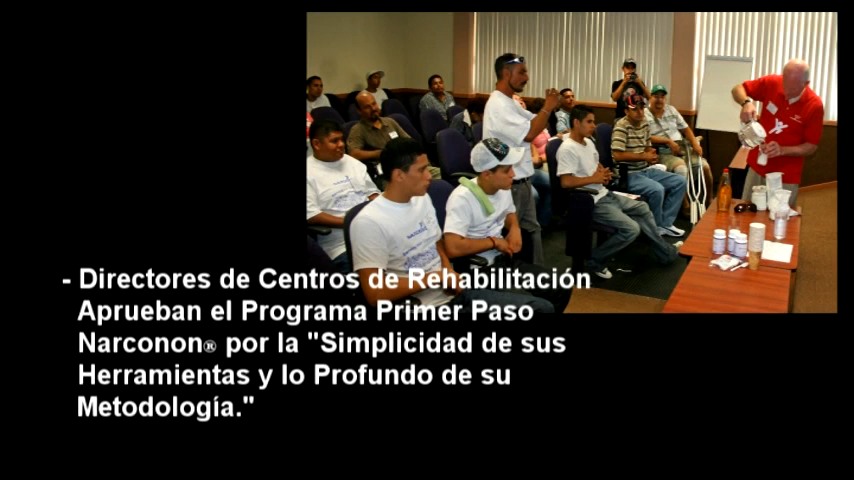 - Directores de Centros de Rehabilitación
Aprueban el Programa Primer Paso
Narconon® por la "Simplicidad de sus
Herramientas y lo Profundo de su
Metodología."